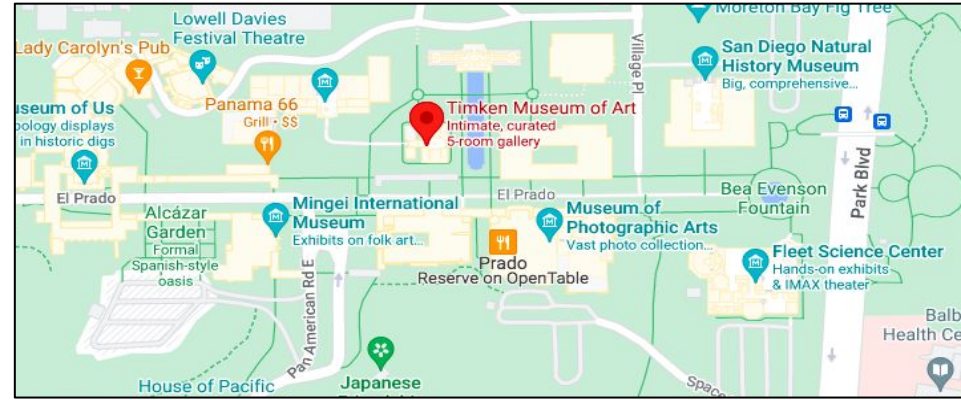 Moreton Bay Fig Tree
Lowell Davies
Festival Theatre
Lady Carolyn's Pub
San Diego Natural
History Museum
Big, comprehensive...
Village Pl
Panama 66
Grill • $$
Timken Museum of Art
Intimate, curated
5-room gallery
useum of Us
pology displays
in historic digs
El Prado
El Prado
Bea Evenson
Fountain
Park Blvd
Alcázar
Garden
Formal
Spanish-style
oasis
Mingei International
Museum
Exhibits on folk art...
Museum of
Photographic Arts
Vast photo collection...
Prado
Reserve on OpenTable
Fleet Science Center
Hands-on exhibits
& IMAX theater
Pan American Rd E
Balb
Health Ce
House of Pacific
Japanese
Space